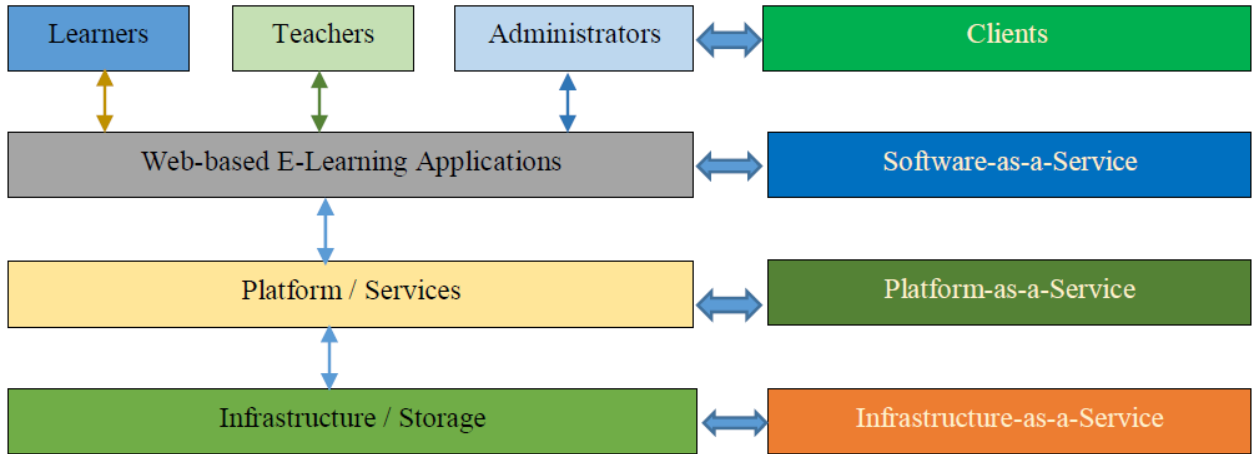 Learners
Teachers
Administrators
Clients
Web-based E-Learning Applications
Software-as-a-Service
Platform / Services
Platform-as-a-Service
Infrastructure / Storage
Infrastructure-as-a-Service